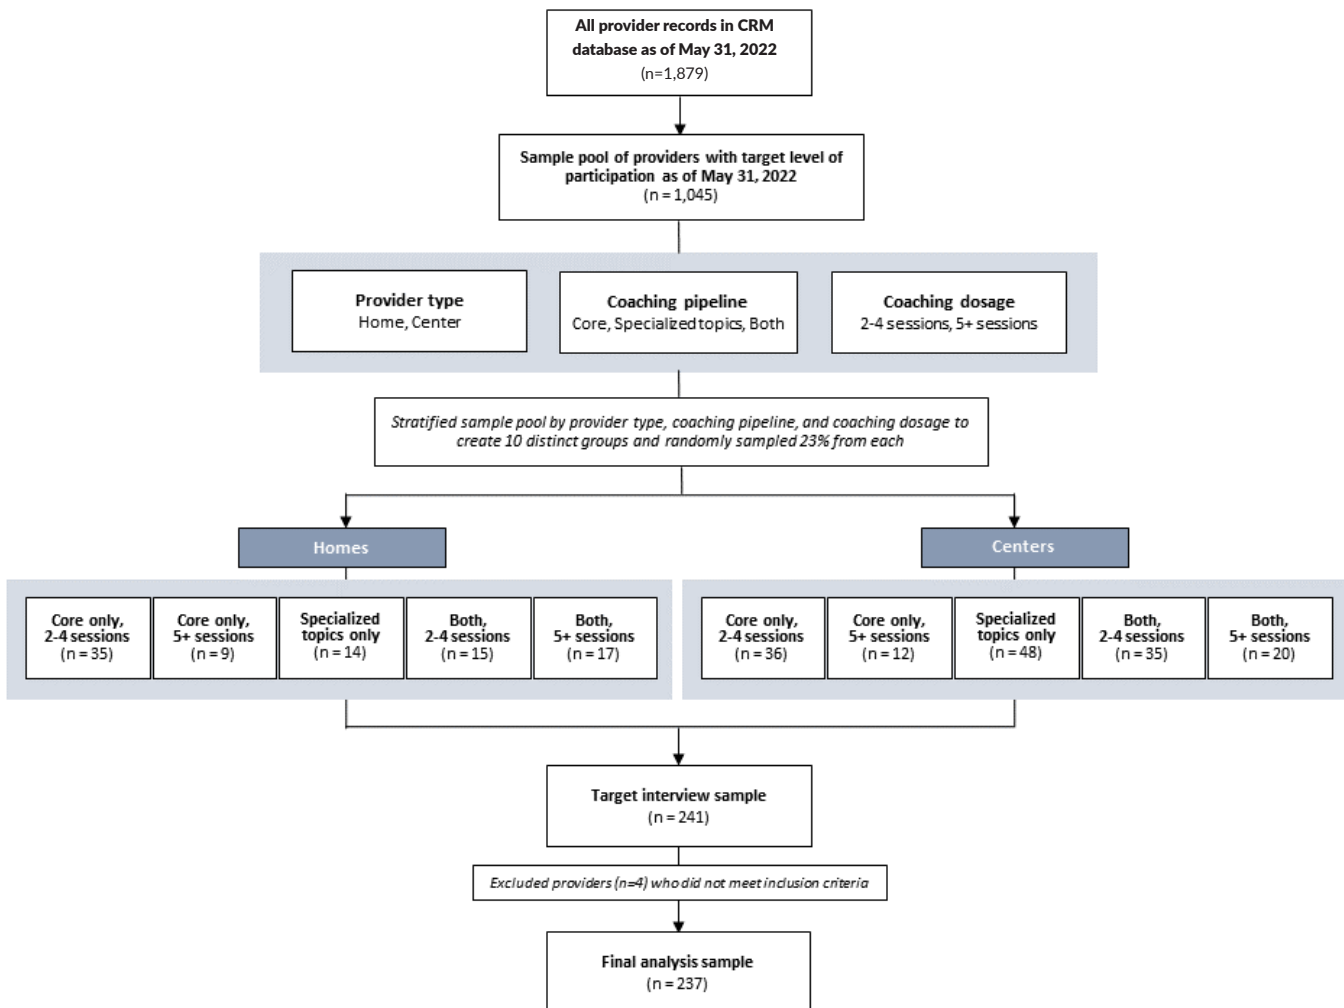 All provider records in CRM
database as of May 31, 2022
(n=1,879)
Sample pool of providers with target level of
participation as of May 31, 2022
(n = 1,045)
Provider type
Home, Center
Coaching pipeline
Core, Specialized topics, Both
Coaching dosage
2-4 sessions, 5+ sessions
Stratified sample pool by provider type, coaching pipeline, and coaching dosage to
create 10 distinct groups and randomly sampled 23% from each
Homes
Centers
Core only,
2-4 sessions
(n = 35)
Core only,
5+ sessions
(n = 9)
Specialized
topics only
(n = 14)
Both,
2-4 sessions
(n = 15)
Both,
5+ sessions
(n = 17)
Core only,
2-4 sessions
(n = 36)
Core only,
5+ sessions
(n = 12)
Specialized
topics only
(n = 48)
Both,
2-4 sessions
(n = 35)
Both,
5+ sessions
(n = 20)
Target interview sample
(n = 241)
Excluded providers (n=4) who did not meet inclusion criteria
Final analysis sample
(n = 237)